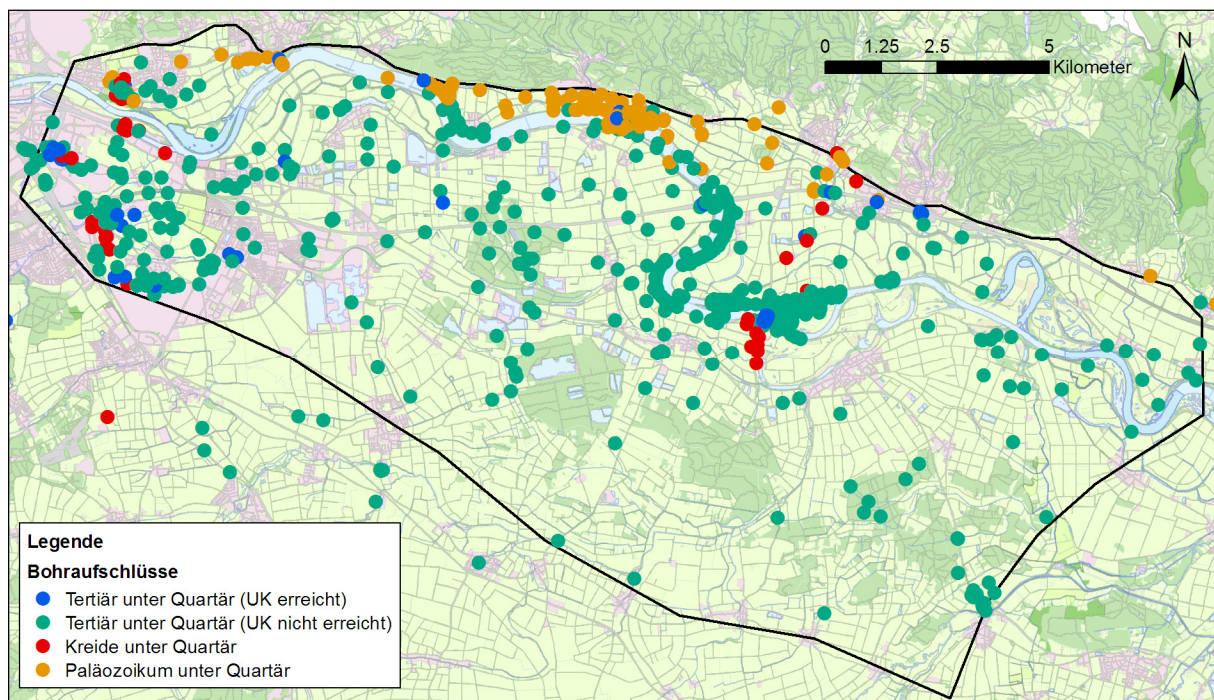 0 1.25 2.5 5
Kilometer
N
Legende
Bohraufschlüsse
Tertiär unter Quartär (UK erreicht)
Tertiär unter Quartär (UK nicht erreicht)
Kreide unter Quartär
Paläozoikum unter Quartär